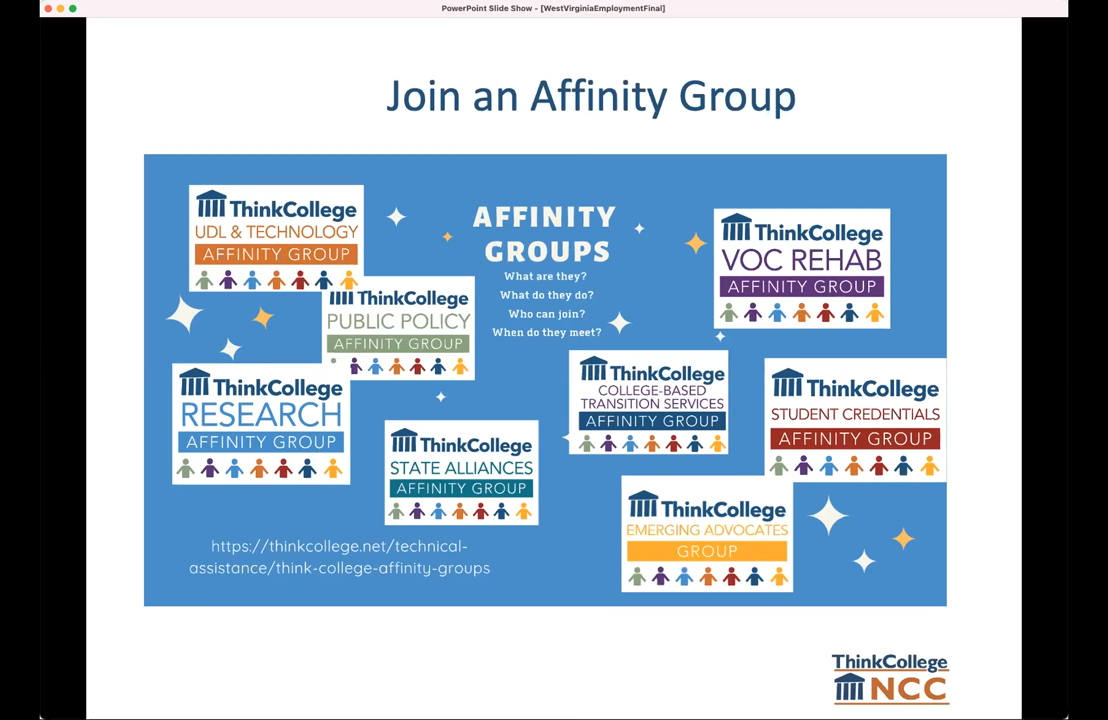 PowerPoint Slide Show - [WestVirginiaEmploymentFinal]
Join an Affinity Group
ThinkCollege
UDL & TECHNOLOGY
AFFINITY GROUP
ThinkCollege
PUBLIC POLICY
AFFINITY GROUP
ThinkCollege
RESEARCH
AFFINITY GROUP
ThinkCollege
STATE ALLIANCES
AFFINITY GROUP
https://thinkcollege.net/technical-
assistance/think-college-affinity-groups
AFFINITY
GROUPS
What are they?
What do they do?
Who can join?
When do they meet?
ThinkCollege
VOC REHAB
AFFINITY GROUP
ThinkCollege
COLLEGE-BASED
TRANSITION SERVICES
AFFINITY GROUP
ThinkCollege
STUDENT CREDENTIALS
AFFINITY GROUP
ThinkCollege
EMERGING ADVOCATES
GROUP
ThinkCollege
NCC